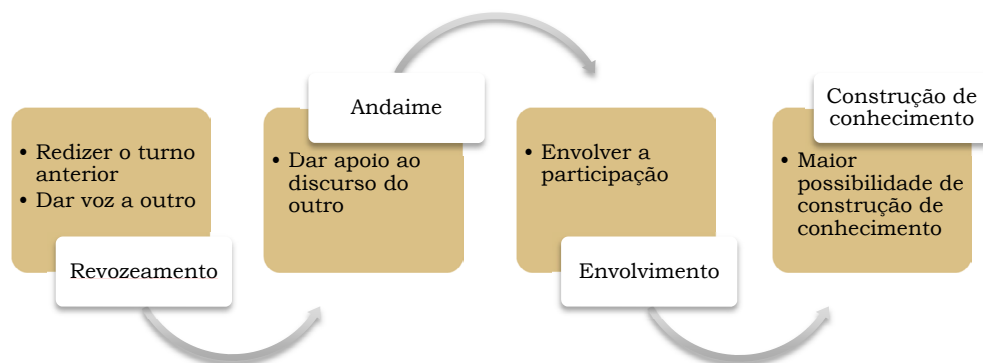 • Redizer o turno
anterior
• Dar voz a outro
Revozeamento
Andaime
• Dar apoio ao
discurso do
outro
• Envolver a
participação
Envolvimento
Construção de
conhecimento
• Maior
possibilidade de
construção de
conhecimento